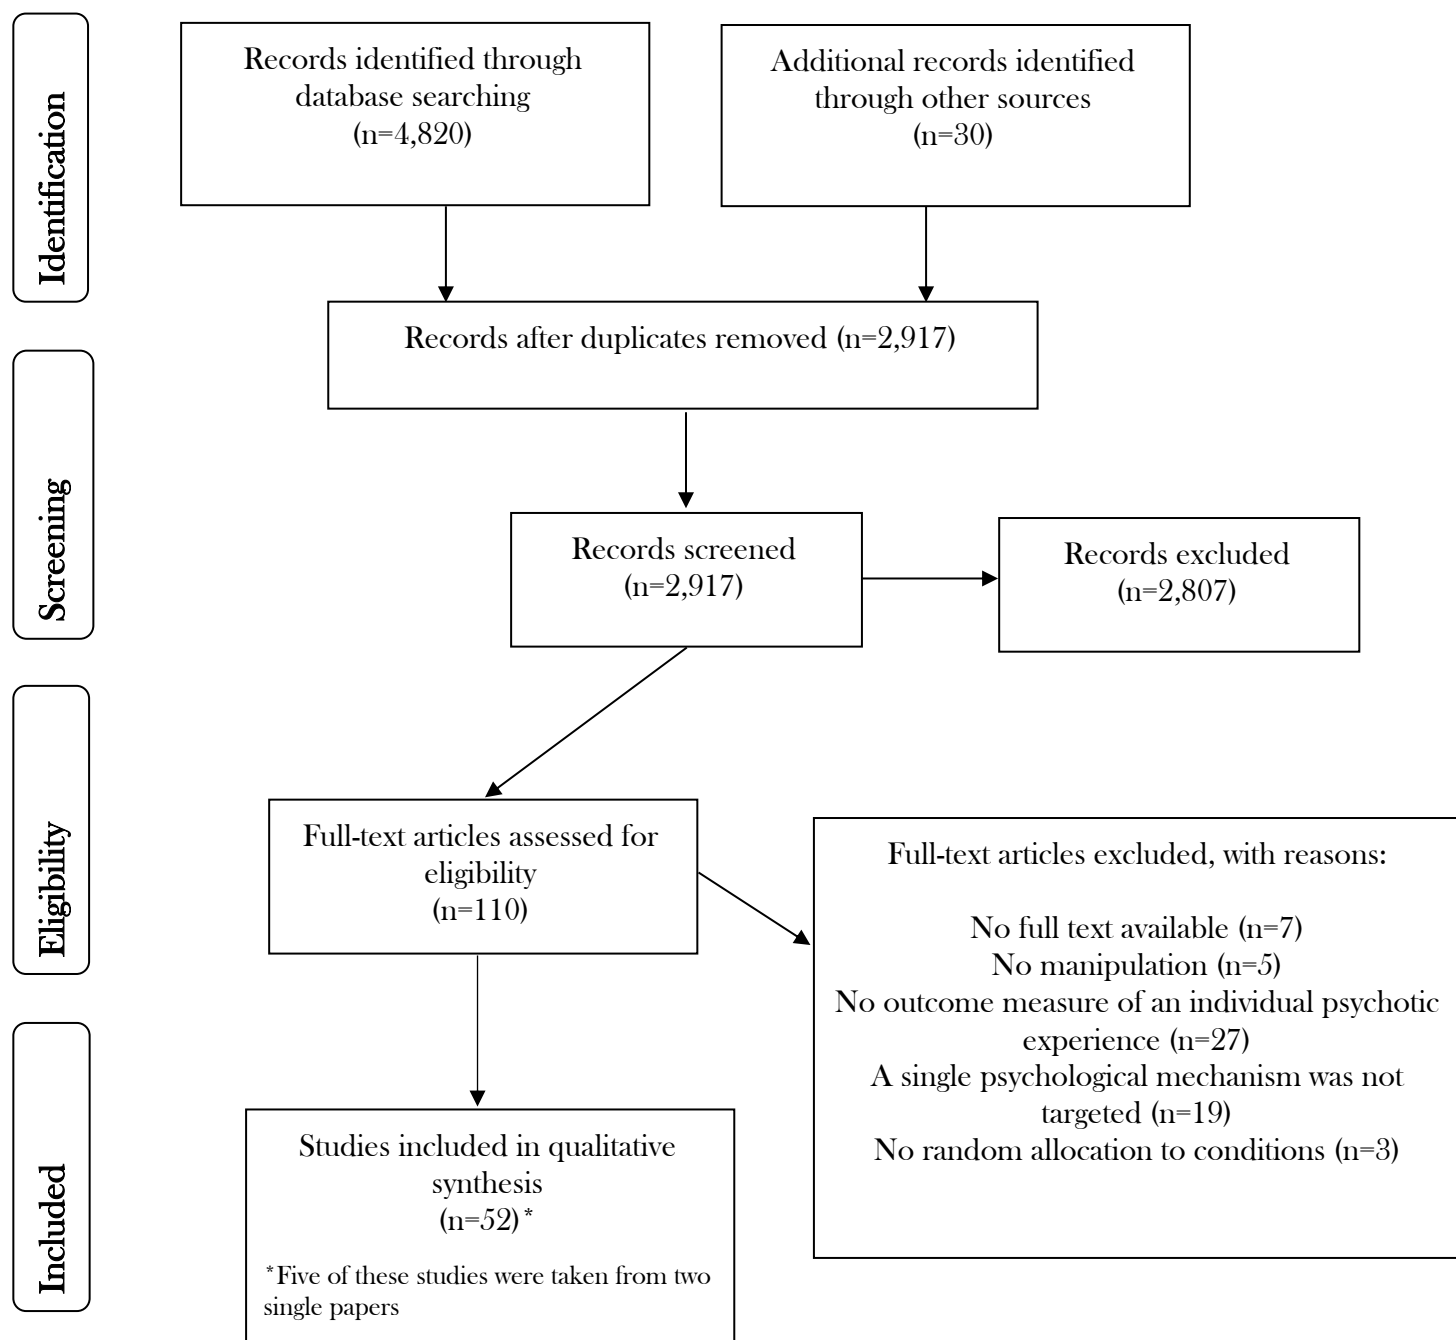 Identification
Records identified through
database searching
(n=4,820)
Additional records identified
through other sources
(n=30)
Records after duplicates removed (n=2,917)
Screening
Records screened
(n=2,917)
Records excluded
(n=2,807)
Eligibility
Full-text articles assessed for
eligibility
(n=110)
Full-text articles excluded, with reasons:
No full text available (n=7)
No manipulation (n=5)
No outcome measure of an individual psychotic
experience (n=27)
A single psychological mechanism was not
targeted (n=19)
No random allocation to conditions (n=3)
Included
Studies included in qualitative
synthesis
(n=52)*
*Five of these studies were taken from two
single papers